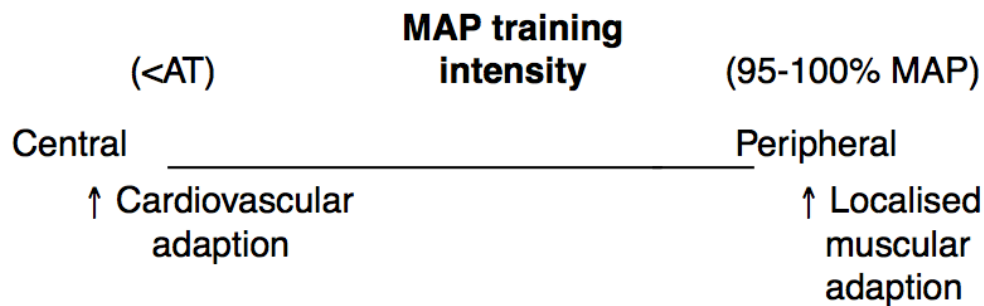 MAP training
intensity
(<AT)
(95-100% MAP)
Central
Peripheral
↑ Cardiovascular
adaption
↑ Localised
muscular
adaption